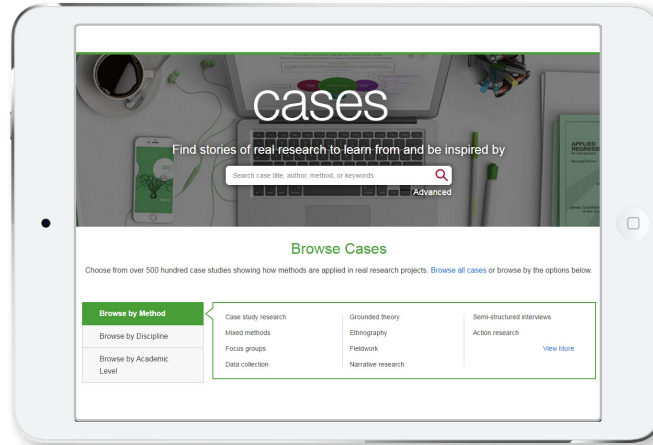 cases
Find stories of real research to learn from and be inspired by
Search case title, author, method, or keywords
Advanced
APPLIED
REGRESS
Browse Cases
Choose from over 500 hundred case studies showing how methods are applied in real research projects. Browse all cases or browse by the options below.
Browse by Method
Browse by Discipline
Browse by Academic
Level
Case study research
Mixed methods
Focus groups
Data collection
Grounded theory
Ethnography
Fieldwork
Narrative research
Semi-structured interviews
Action research
View More